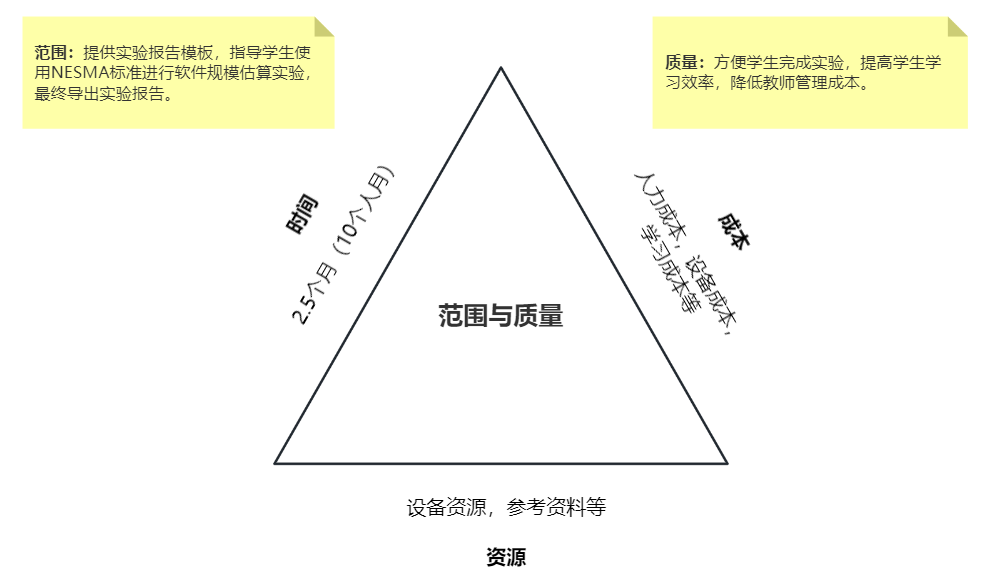 范围：提供实验报告模板，指导学生使
用NESMA标准进行软件规模估算实验，
最终导出实验报告。
质量：方便学生完成实验，提高学生学
习效率，降低教师管理成本。
时间
2.5个月（10个人月）
人力成本，设备成本，
学习成本等
成本
范围与质量
设备资源，参考资料等
资源